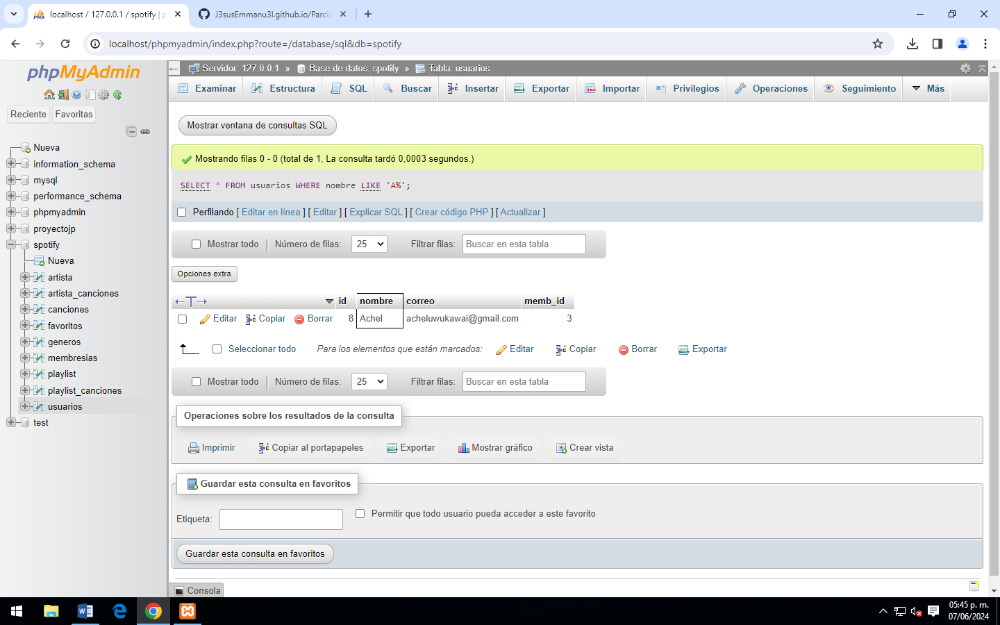 localhost / 127.0.0.1 / spotify | p
J3susEmmanu3l.github.io/Parcia
localhost/phpmyadmin/index.php?route=/database/sql&db=spotify
phpMyAdmin
Reciente
Favoritas
Nueva
information_schema
mysql
performance_schema
phpmyadmin
proyectojp
spotify
Nueva
artista
artista_canciones
canciones
favoritos
generos
membresias
playlist
playlist_canciones
usuarios
test
Servidor: 127.0.0.1 » Base de datos: spotify » Tabla: usuarios
Examinar Estructura SQL Buscar Insertar Exportar Importar Privilegios Operaciones Seguimiento Más
Mostrar ventana de consultas SQL
Mostrando filas 0 - 0 (total de 1, La consulta tardó 0,0003 segundos.)
SELECT * FROM usuarios WHERE nombre LIKE 'A%';
Perfilando [ Editar en línea ] [ Editar ] [ Explicar SQL ] [ Crear código PHP ] [ Actualizar ]
Mostrar todo | Número de filas: 25 Filtrar filas: Buscar en esta tabla
Opciones extra
←T→ id nombre correo memb_id
Editar Copiar Borrar 8 Achel acheluwukawai@gmail.com 3
Seleccionar todo Para los elementos que están marcados: Editar Copiar Borrar Exportar
Mostrar todo | Número de filas: 25 Filtrar filas: Buscar en esta tabla
Operaciones sobre los resultados de la consulta
Imprimir Copiar al portapapeles Exportar Mostrar gráfico Crear vista
Guardar esta consulta en favoritos
Etiqueta: Permitir que todo usuario pueda acceder a este favorito
Guardar esta consulta en favoritos
Consola
05:45 p. m.
07/06/2024